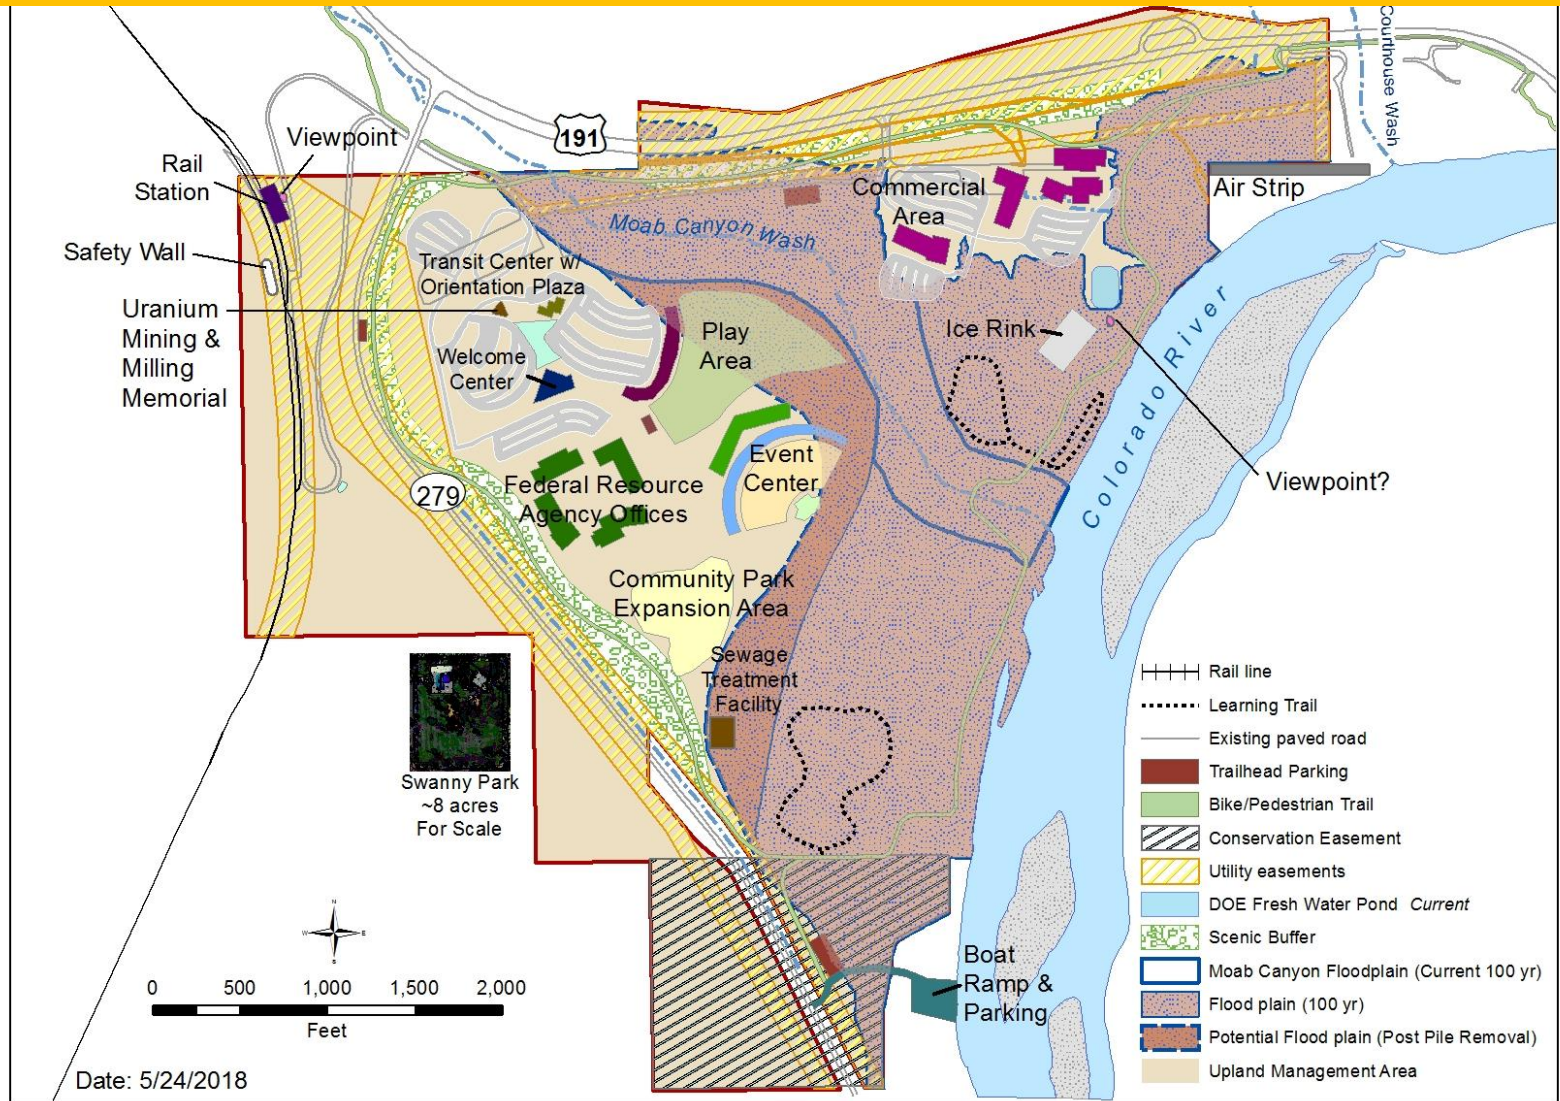 Courthouse Wash
191
Viewpoint
Rail
Station
Commercial
Area
Air Strip
Moab Canyon Wash
Safety Wall
Transit Center w/
Orientation Plaza
Uranium
Mining &
Milling
Memorial
Play
Area
Ice Rink
Welcome
Center
Colorado River
Event
Center
Viewpoint?
279
Federal Resource
Agency Offices
Community Park
Expansion Area
Sewage
Treatment
Facility
Swanny Park
~8 acres
For Scale
Rail line
Learning Trail
Existing paved road
Trailhead Parking
Bike/Pedestrian Trail
Conservation Easement
Utility easements
DOE Fresh Water Pond Current
Scenic Buffer
Moab Canyon Floodplain (Current 100 yr)
Flood plain (100 yr)
Potential Flood plain (Post Pile Removal)
Upland Management Area
N
W
E
S
Boat
Ramp &
Parking
0 500 1,000 1,500 2,000
Feet
Date: 5/24/2018